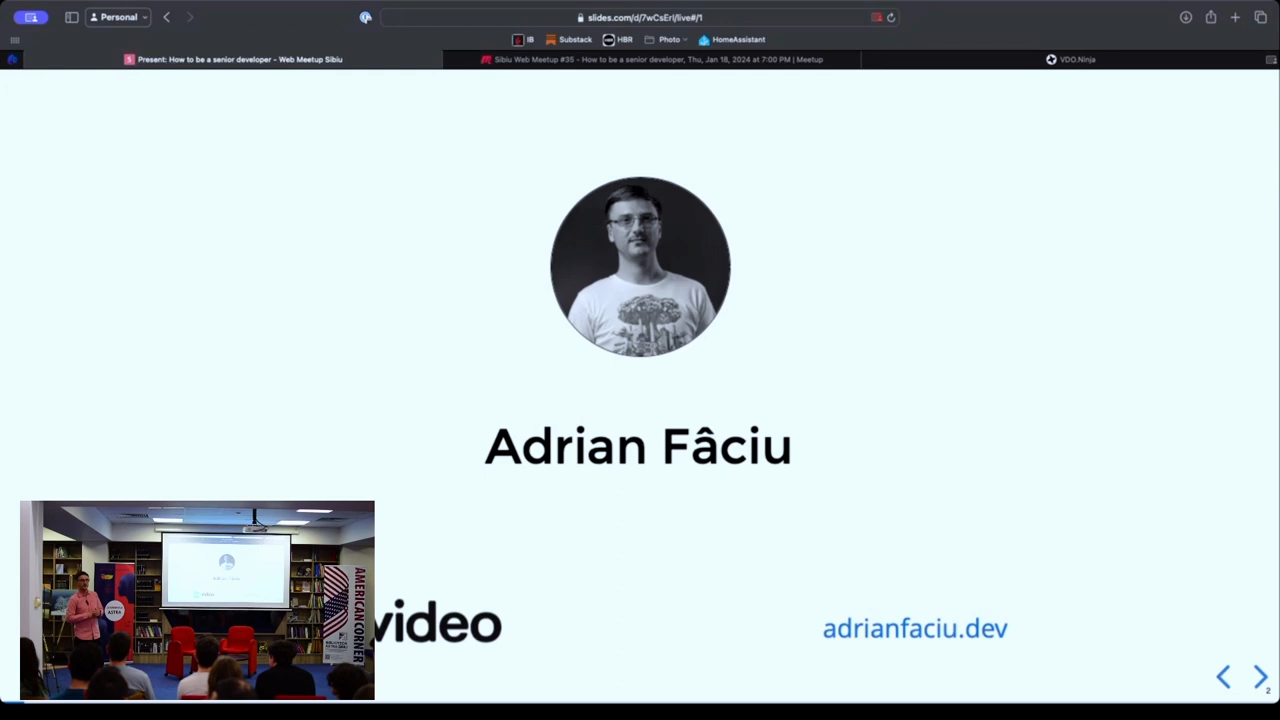 Personal
slides.com/d/7wCsErI/live#/1
IB
Substack
HBR
Photo
HomeAssistant
Present: How to be a senior developer - Web Meetup Sibiu
Sibiu Web Meetup #35 - How to be a senior developer, Thu, Jan 18, 2024 at 7:00 PM | Meetup
VDO.Ninja
Adrian Fâciu
video
adrianfaciu.dev
2
AMERICAN CORNER
ASTRA